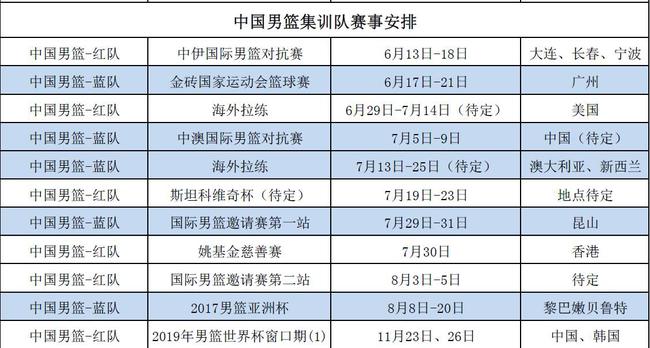 中国男篮集训队赛事安排
中国男篮-红队 中伊国际男篮对抗赛 6月13日-18日 大连、长春、宁波
中国男篮-蓝队 金砖国家运动会篮球赛 6月17日-21日 广州
中国男篮-红队 海外拉练 6月29日-7月14日（待定） 美国
中国男篮-蓝队 中澳国际男篮对抗赛 7月5日-9日 中国（待定）
中国男篮-蓝队 海外拉练 7月13日-25日（待定） 澳大利亚、新西兰
中国男篮-红队 斯坦科维奇杯（待定） 7月19日-23日 地点待定
中国男篮-蓝队 国际男篮邀请赛第一站 7月29日-31日 昆山
中国男篮-红队 姚基金慈善赛 7月30日 香港
中国男篮-红队 国际男篮邀请赛第二站 8月3日-5日 待定
中国男篮-蓝队 2017男篮亚洲杯 8月8日-20日 黎巴嫩贝鲁特
中国男篮-红队 2019年男篮世界杯窗口期(1) 11月23日、26日 中国、韩国